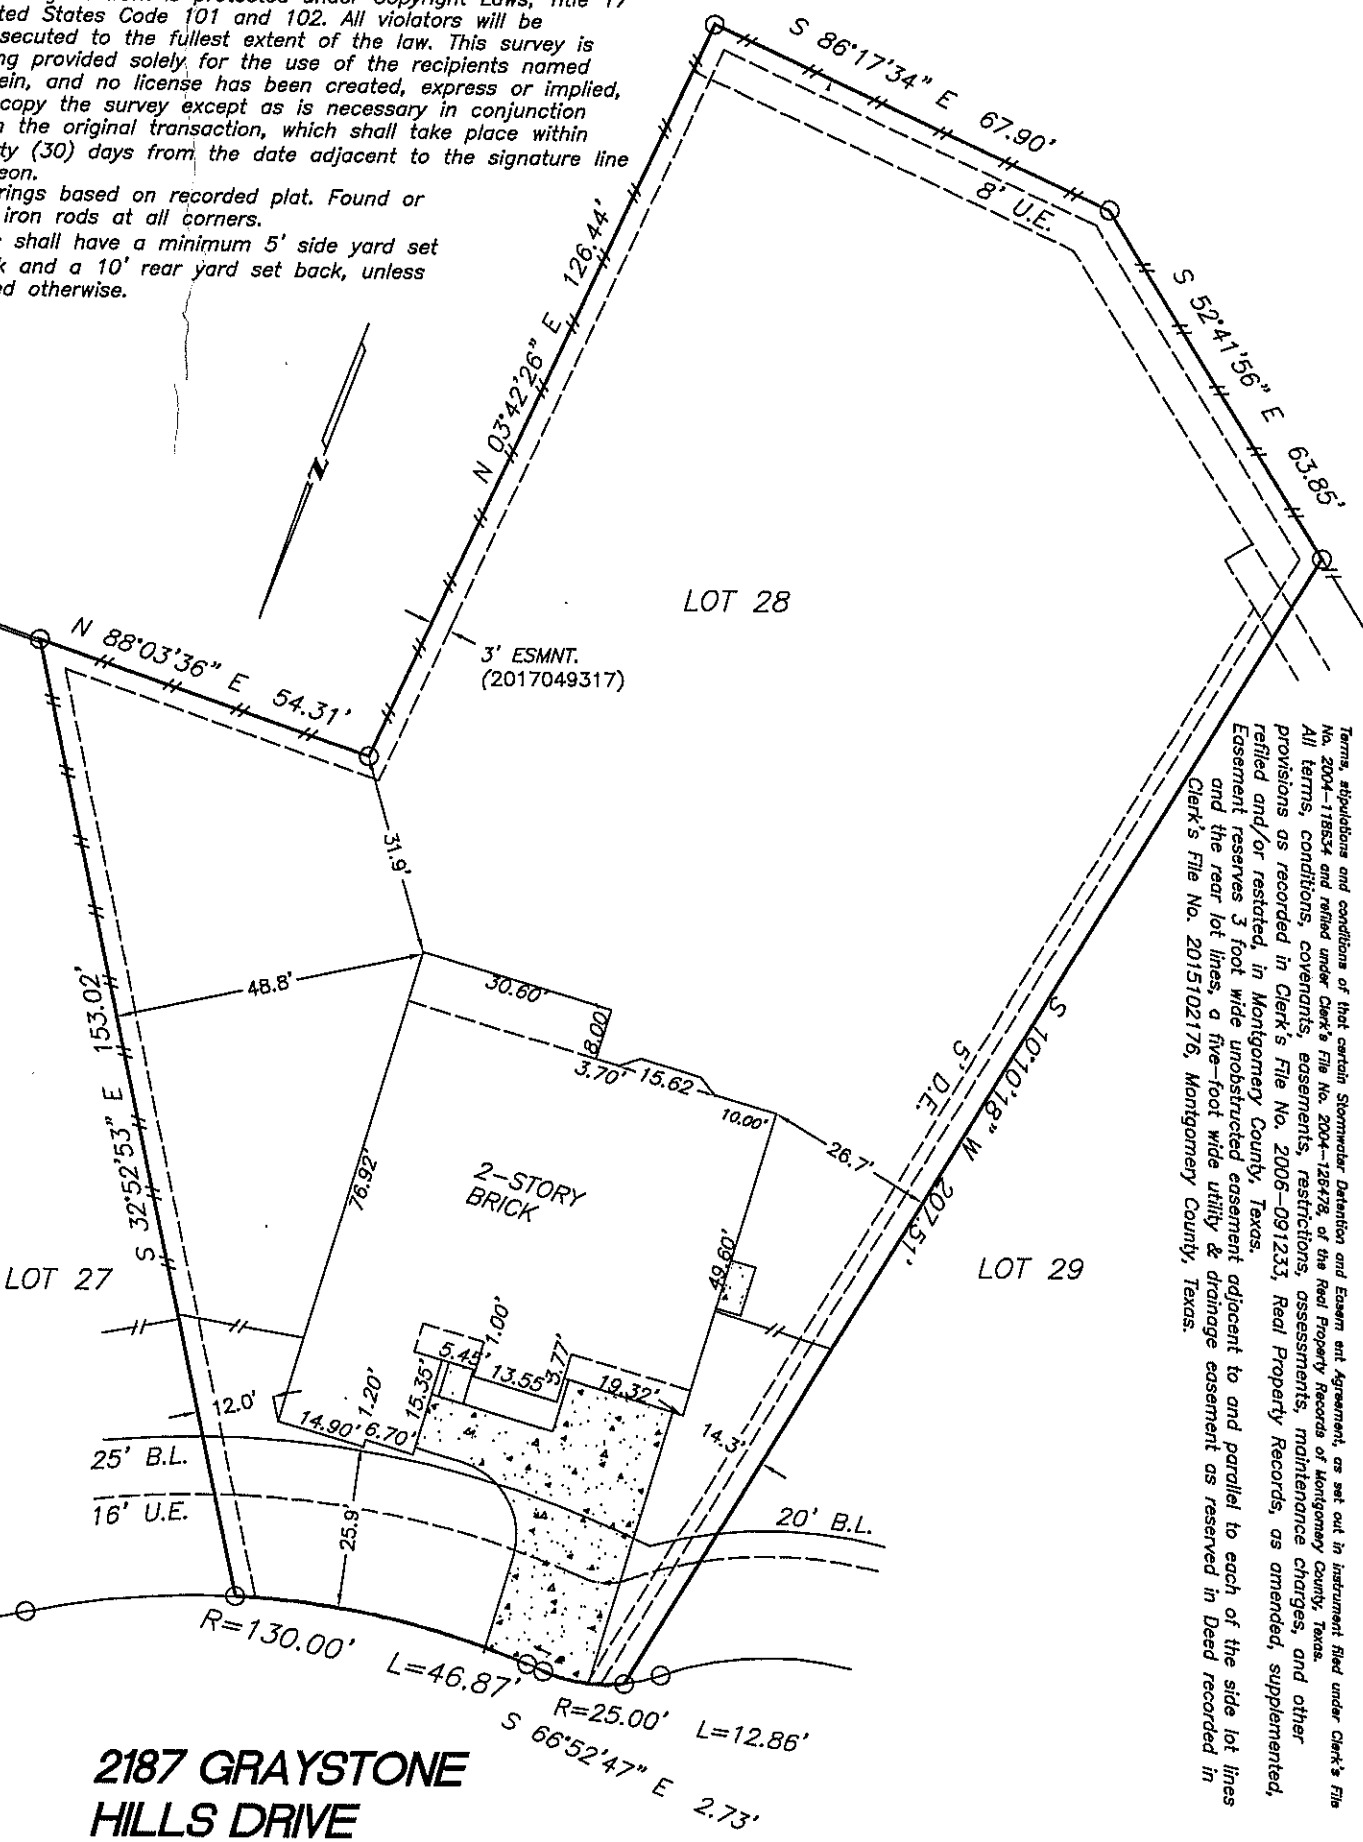 ted States Code 101 and 102. All violators will be
secuted to the fullest extent of the law. This survey is
ng provided solely for the use of the recipients named
ein, and no license has been created, express or implied,
copy the survey except as is necessary in conjunction
n the original transaction, which shall take place within
ty (30) days from the date adjacent to the signature line
eon.
rings based on recorded plat. Found or
iron rods at all corners.
shall have a minimum 5' side yard set
k and a 10' rear yard set back, unless
ed otherwise.
S 86°17'34" E 67.90'
8' U.E.
S 52°41'56" E 63.85'
N 03°42'26" E 126.44'
N
LOT 28
3' ESMNT.
(2017049317)
N 88°03'36" E 54.31'
31.9'
48.8'
S 32°52'53" E 153.02'
30.60'
8.00'
3.70'
15.62
10.00'
26.7'
5' D.E.
S 10°10'18" W 207.51'
76.92'
2-STORY
BRICK
49.60'
LOT 27
LOT 29
1.00'
5.45'
13.55'
3.77'
19.32'
15.35'
1.20'
14.90'
6.70'
12.0'
14.3'
25' B.L.
16' U.E.
25.9
20' B.L.
R=130.00' L=46.87'
R=25.00' L=12.86'
S 66°52'47" E 2.73'
2187 GRAYSTONE
HILLS DRIVE
Terms, stipulations and conditions of that certain Stormwater Detention and Easem ent Agreement, as set out in instrument filed under Clerk's File
No. 2004-118634 and refiled under Clerk's File No. 2004-126478, of the Real Property Records of Montgomery County, Texas.
All terms, conditions, covenants, easements, restrictions, assessments, maintenance charges, and other
provisions as recorded in Clerk's File No. 2006-091233, Real Property Records, as amended, supplemented,
refiled and/or restated, in Montgomery County, Texas.
Easement reserves 3 foot wide unobstructed easement adjacent to and parallel to each of the side lot lines
and the rear lot lines, a five-foot wide utility & drainage easement as reserved in Deed recorded in
Clerk's File No. 2015102176, Montgomery County, Texas.